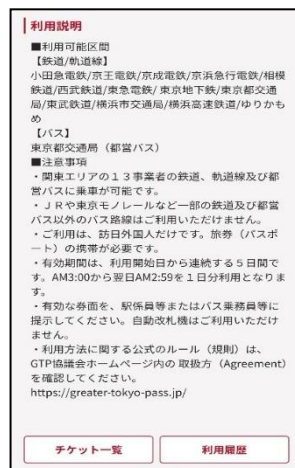 利用説明
■利用可能区間
【鉄道/軌道線】
小田急電鉄/京王電鉄/京成電鉄/京浜急行電鉄/相模
鉄道/西武鉄道/東急電鉄/ 東京地下鉄/東京都交通
局/東武鉄道/横浜市交通局/横浜高速鉄道/ゆりかも
め
【バス】
東京都交通局(都営バス)
■注意事項
・関東エリアの13事業者の鉄道、軌道線及び都
営バスに乗車が可能です。
・JRや東京モノレールなど一部の鉄道及び都営
バス以外のバス路線はご利用いただけません。
・ご利用は、訪日外国人だけです。旅券(パスポ
ート)の携帯が必要です。
・有効期間は、利用開始日から連続する5日間で
す。AM3:00から翌日AM2:59を1日分利用となりま
す。
・有効な券面を、駅係員等またはバス乗務員等に
提示してください。自動改札機はご利用いただけ
ません。
・利用方法に関する公式のルール(規則)は、
GTP協議会ホームページ内の 取扱方(Agreement)
を確認してください。
https://greater-tokyo-pass.jp/
チケット一覧
利用履歴